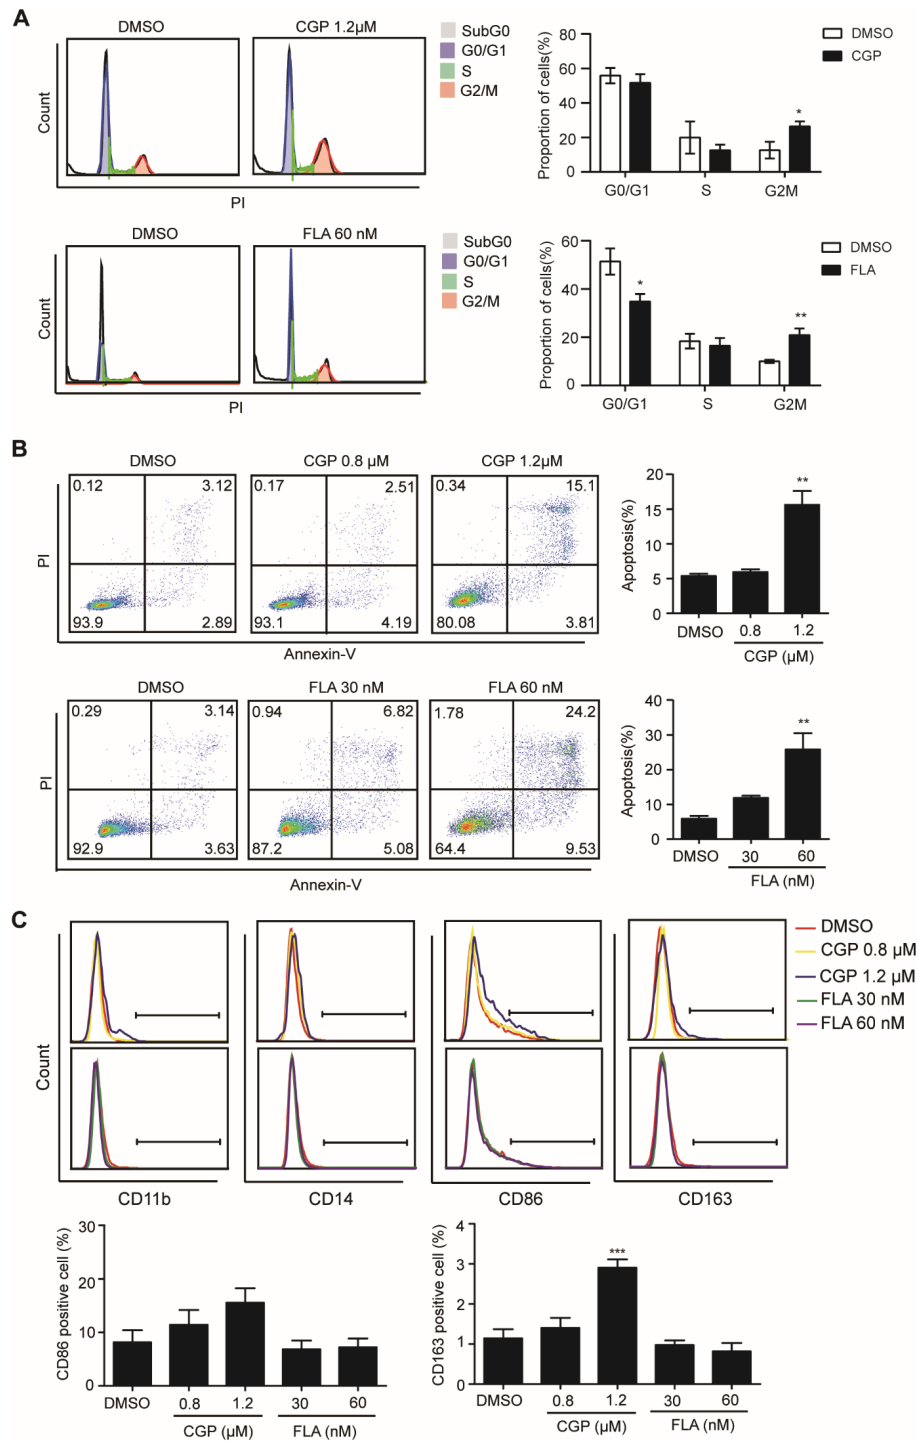 A
DMSO
CGP 1.2µM
SubG0
G0/G1
S
G2/M
Count
PI
Proportion of cells(%)
80
60
40
20
0
G0/G1
S
G2M
*
DMSO
CGP
DMSO
FLA 60 nM
SubG0
G0/G1
S
G2/M
Count
PI
Proportion of cells(%)
60
40
20
0
*
**
G0/G1
S
G2M
DMSO
FLA
B
DMSO
CGP 0.8 µM
CGP 1.2µM
0.12
3.12
0.17
2.51
0.34
15.1
PI
93.9
2.89
93.1
4.19
80.08
3.81
Annexin-V
Apoptosis(%)
20
15
10
5
0
**
DMSO
0.8
1.2
CGP (µM)
DMSO
FLA 30 nM
FLA 60 nM
0.29
3.14
0.94
6.82
1.78
24.2
PI
92.9
3.63
87.2
5.08
64.4
9.53
Annexin-V
Apoptosis(%)
40
30
20
10
0
**
DMSO
30
60
FLA (nM)
C
DMSO
CGP 0.8 µM
CGP 1.2 µM
FLA 30 nM
FLA 60 nM
Count
CD11b
CD14
CD86
CD163
CD86 positive cell (%)
30
20
10
0
DMSO
0.8
1.2
30
60
CGP (µM)
FLA (nM)
CD163 positive cell (%)
4
3
2
1
0
***
DMSO
0.8
1.2
30
60
CGP (µM)
FLA (nM)